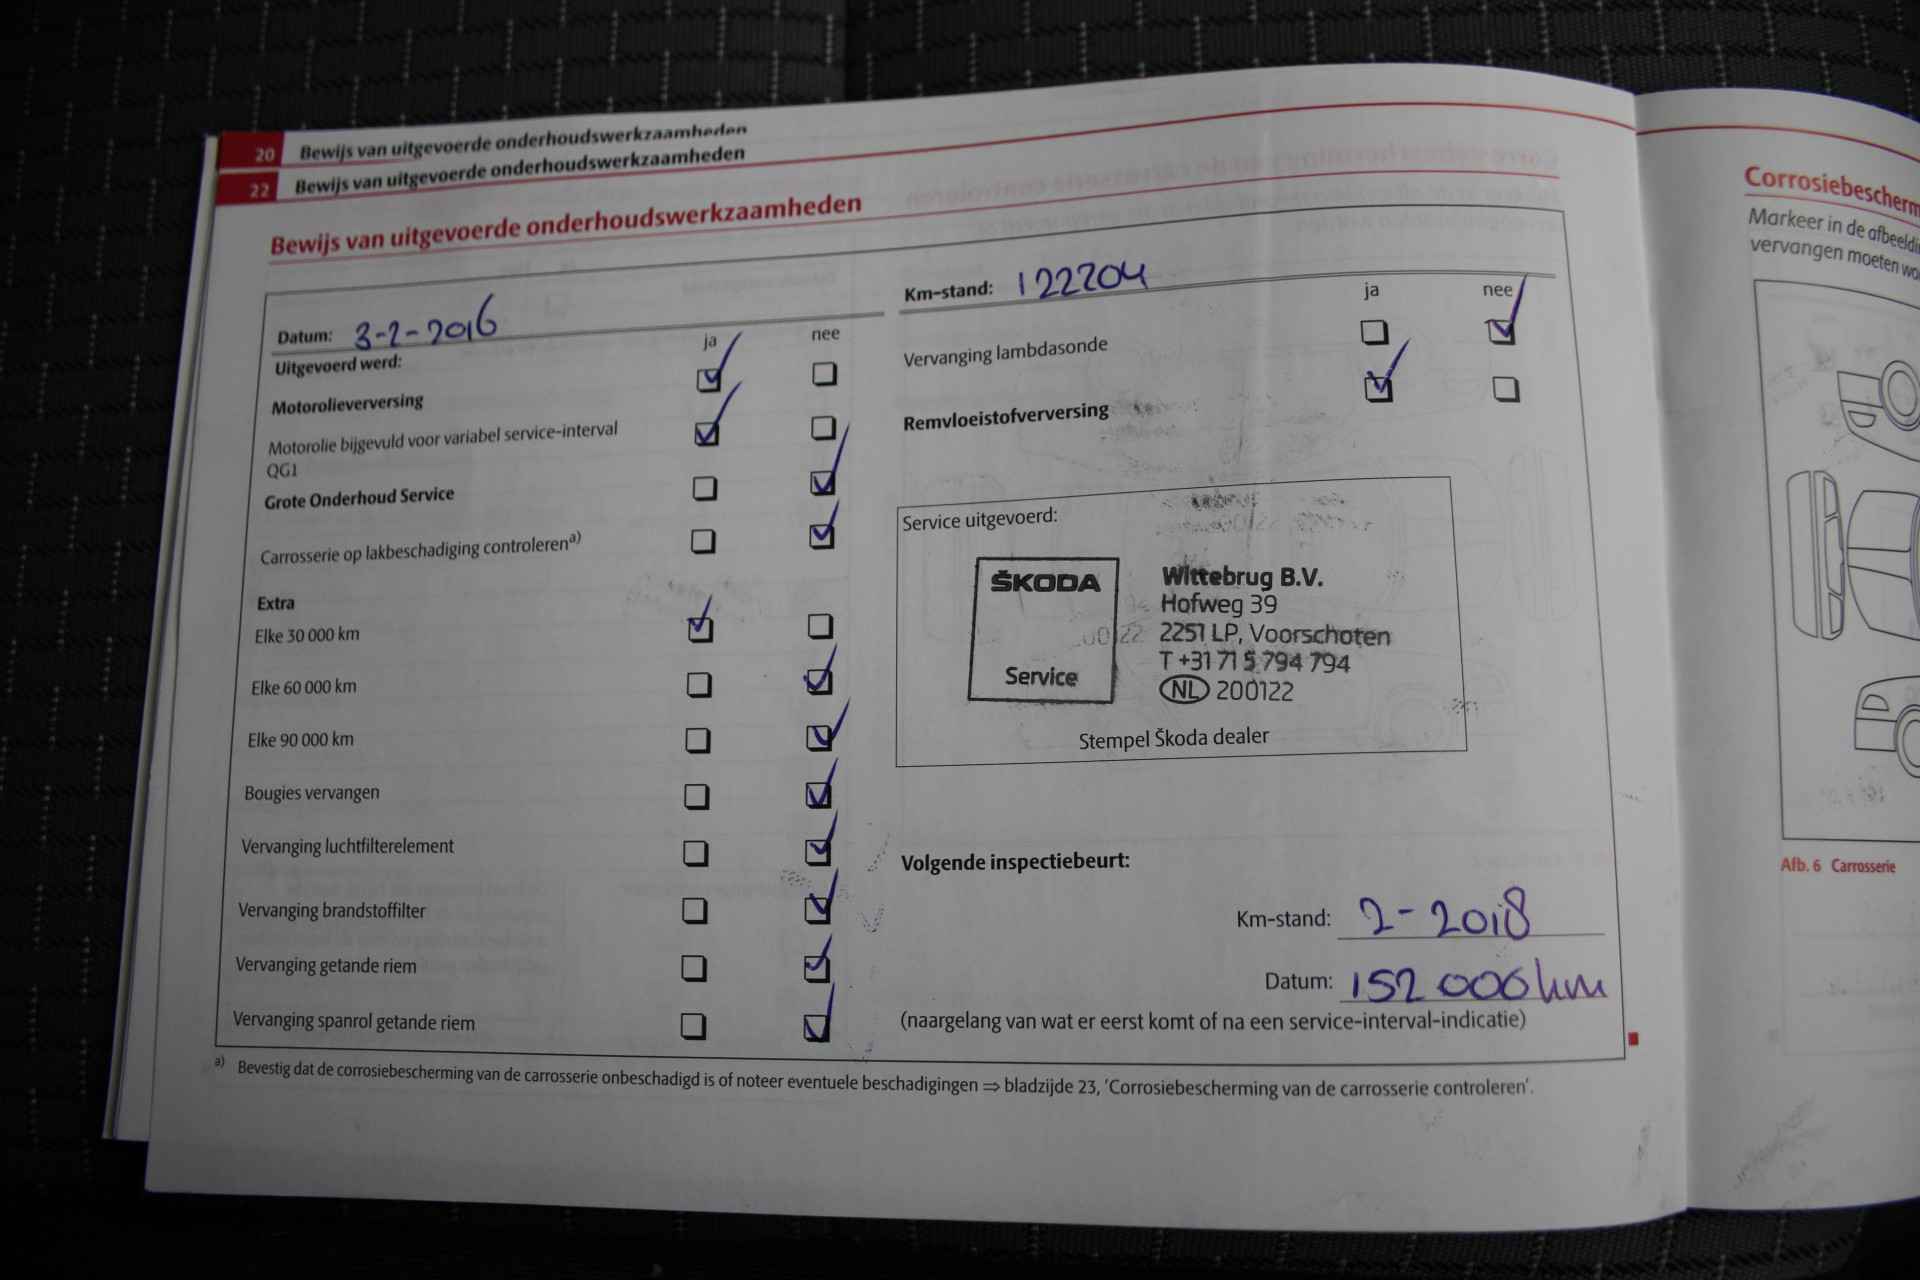 20 Bewijs van uitgevoerde onderhoudswerkzaamheden
22 Bewijs van uitgevoerde onderhoudswerkzaamheden
Bewijs van uitgevoerde onderhoudswerkzaamheden
Datum: 3-2-2016
ja nee
Uitgevoerd werd:
Motorolieverversing
Motorolie bijgevuld voor variabel service-interval
QG1
Grote Onderhoud Service
Carrosserie op lakbeschadiging controleren a)
Extra
Elke 30 000 km
Elke 60 000 km
Elke 90 000 km
Bougies vervangen
Vervanging luchtfilterelement
Vervanging brandstoffilter
Vervanging getande riem
Vervanging spanrol getande riem
Km-stand: 122204
ja nee
Vervanging lambdasonde
Remvloeistofverversing
Service uitgevoerd:
ŠKODA
Service
Wittebrug B.V.
Hofweg 39
2251 LP, Voorschoten
T +31 71 5 794 794
NL 200122
Stempel Škoda dealer
Volgende inspectiebeurt:
Km-stand: 2-2018
Datum: 152 000 km
(naargelang van wat er eerst komt of na een service-interval-indicatie)
a) Bevestig dat de corrosiebescherming van de carrosserie onbeschadigd is of noteer eventuele beschadigingen ⇒ bladzijde 23, 'Corrosiebescherming van de carrosserie controleren'.
Corrosiebescherm
Markeer in de afbeeldi
vervangen moeten wo
Afb. 6 Carrosserie